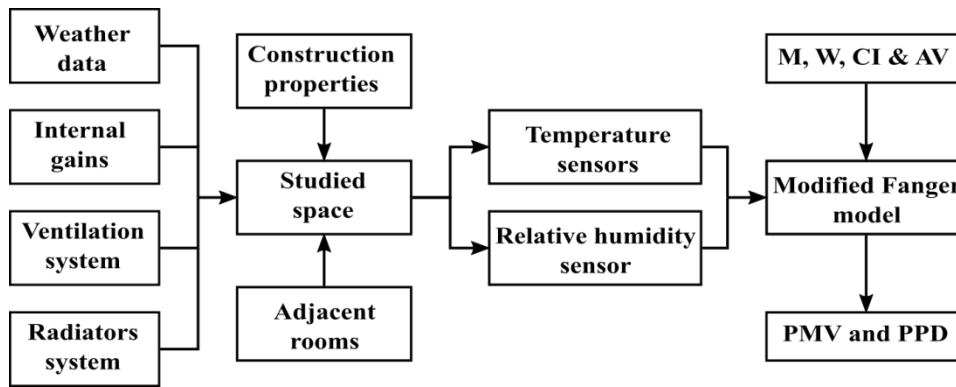 Weather
data
Internal
gains
Ventilation
system
Radiators
system
Construction
properties
Studied
space
Adjacent
rooms
Temperature
sensors
Relative humidity
sensor
M, W, CI & AV
Modified Fanger
model
PMV and PPD